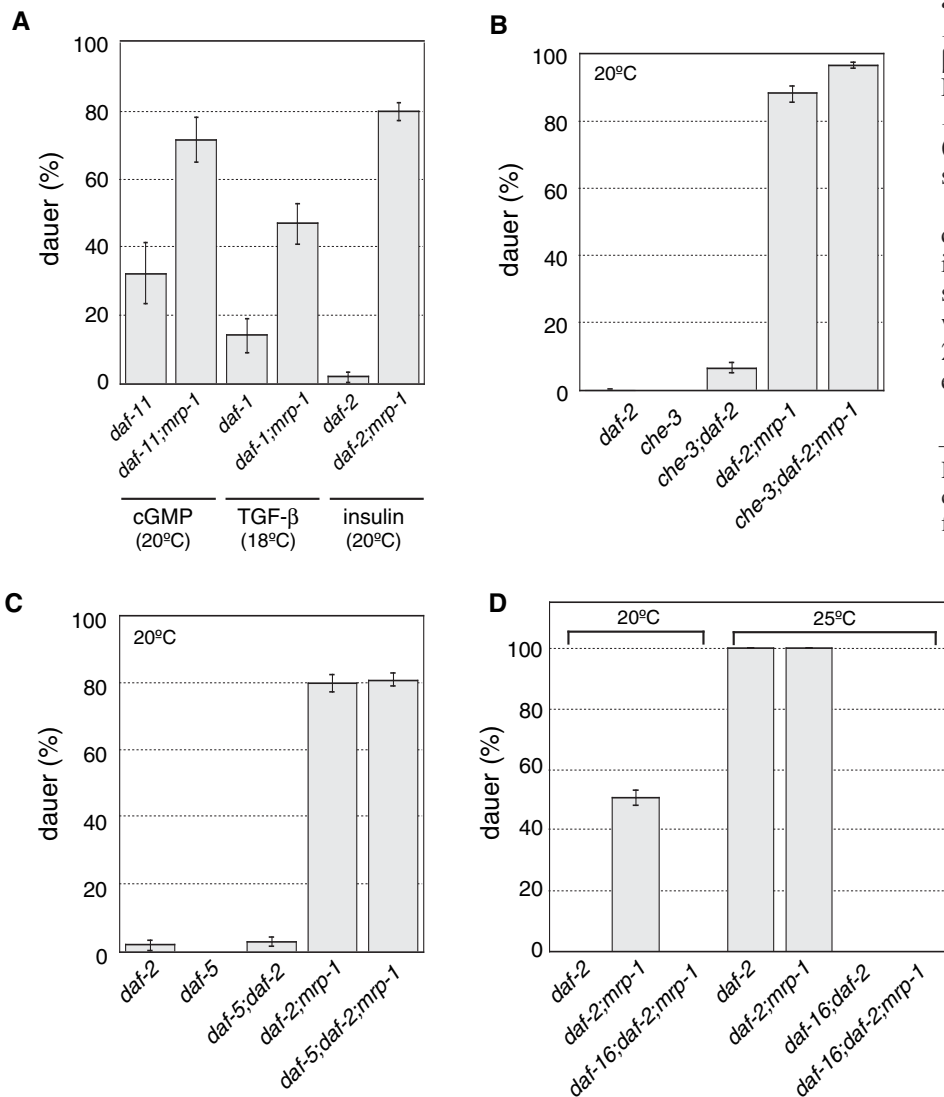 A
100
80
60
40
20
0
dauer (%)
daf-11
daf-11;mrp-1
daf-1
daf-1;mrp-1
daf-2
daf-2;mrp-1
cGMP
(20ºC)
TGF-β
(18ºC)
insulin
(20ºC)
B
20ºC
100
80
60
40
20
0
dauer (%)
daf-2
che-3
che-3;daf-2
daf-2;mrp-1
che-3;daf-2;mrp-1
C
20ºC
100
80
60
40
20
0
dauer (%)
daf-2
daf-5
daf-5;daf-2
daf-2;mrp-1
daf-5;daf-2;mrp-1
D
20ºC
25ºC
100
80
60
40
20
0
dauer (%)
daf-2
daf-2;mrp-1
daf-16;daf-2;mrp-1
daf-2
daf-2;mrp-1
daf-16;daf-2
daf-16;daf-2;mrp-1